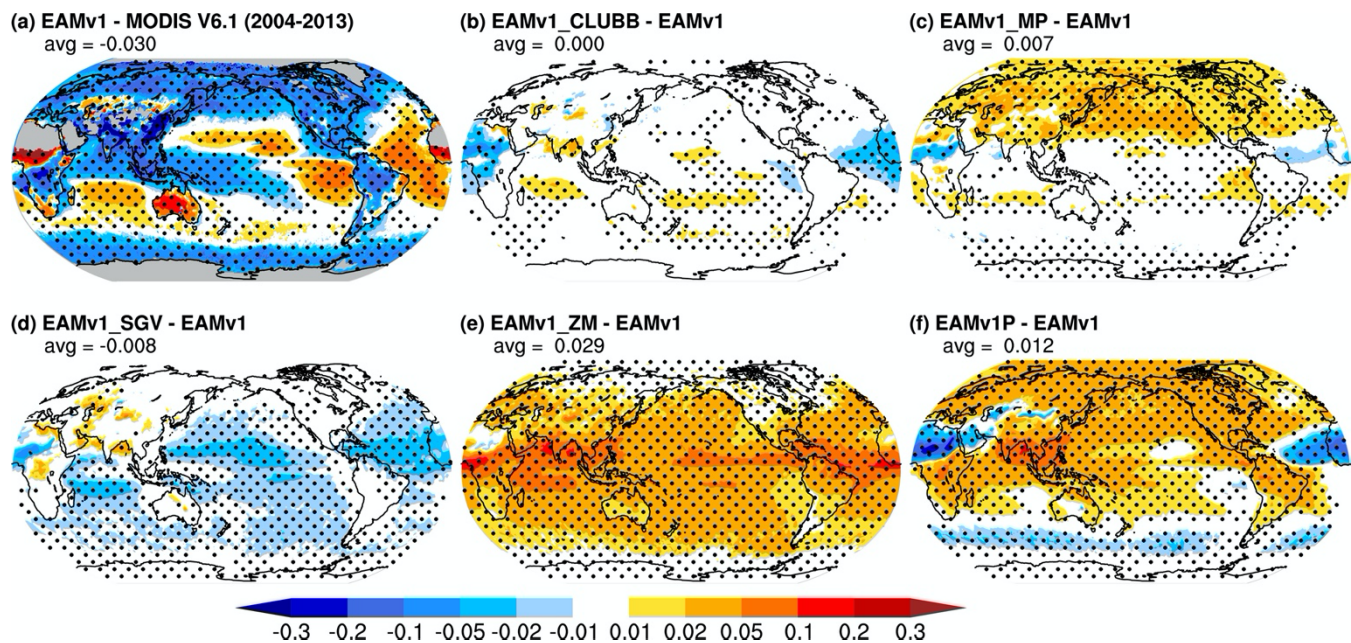 (a) EAMv1 - MODIS V6.1 (2004-2013)
avg = -0.030
(b) EAMv1_CLUBB - EAMv1
avg = 0.000
(c) EAMv1_MP - EAMv1
avg = 0.007
(d) EAMv1_SGV - EAMv1
avg = -0.008
(e) EAMv1_ZM - EAMv1
avg = 0.029
(f) EAMv1P - EAMv1
avg = 0.012
-0.3 -0.2 -0.1 -0.05 -0.02 -0.01 0.01 0.02 0.05 0.1 0.2 0.3